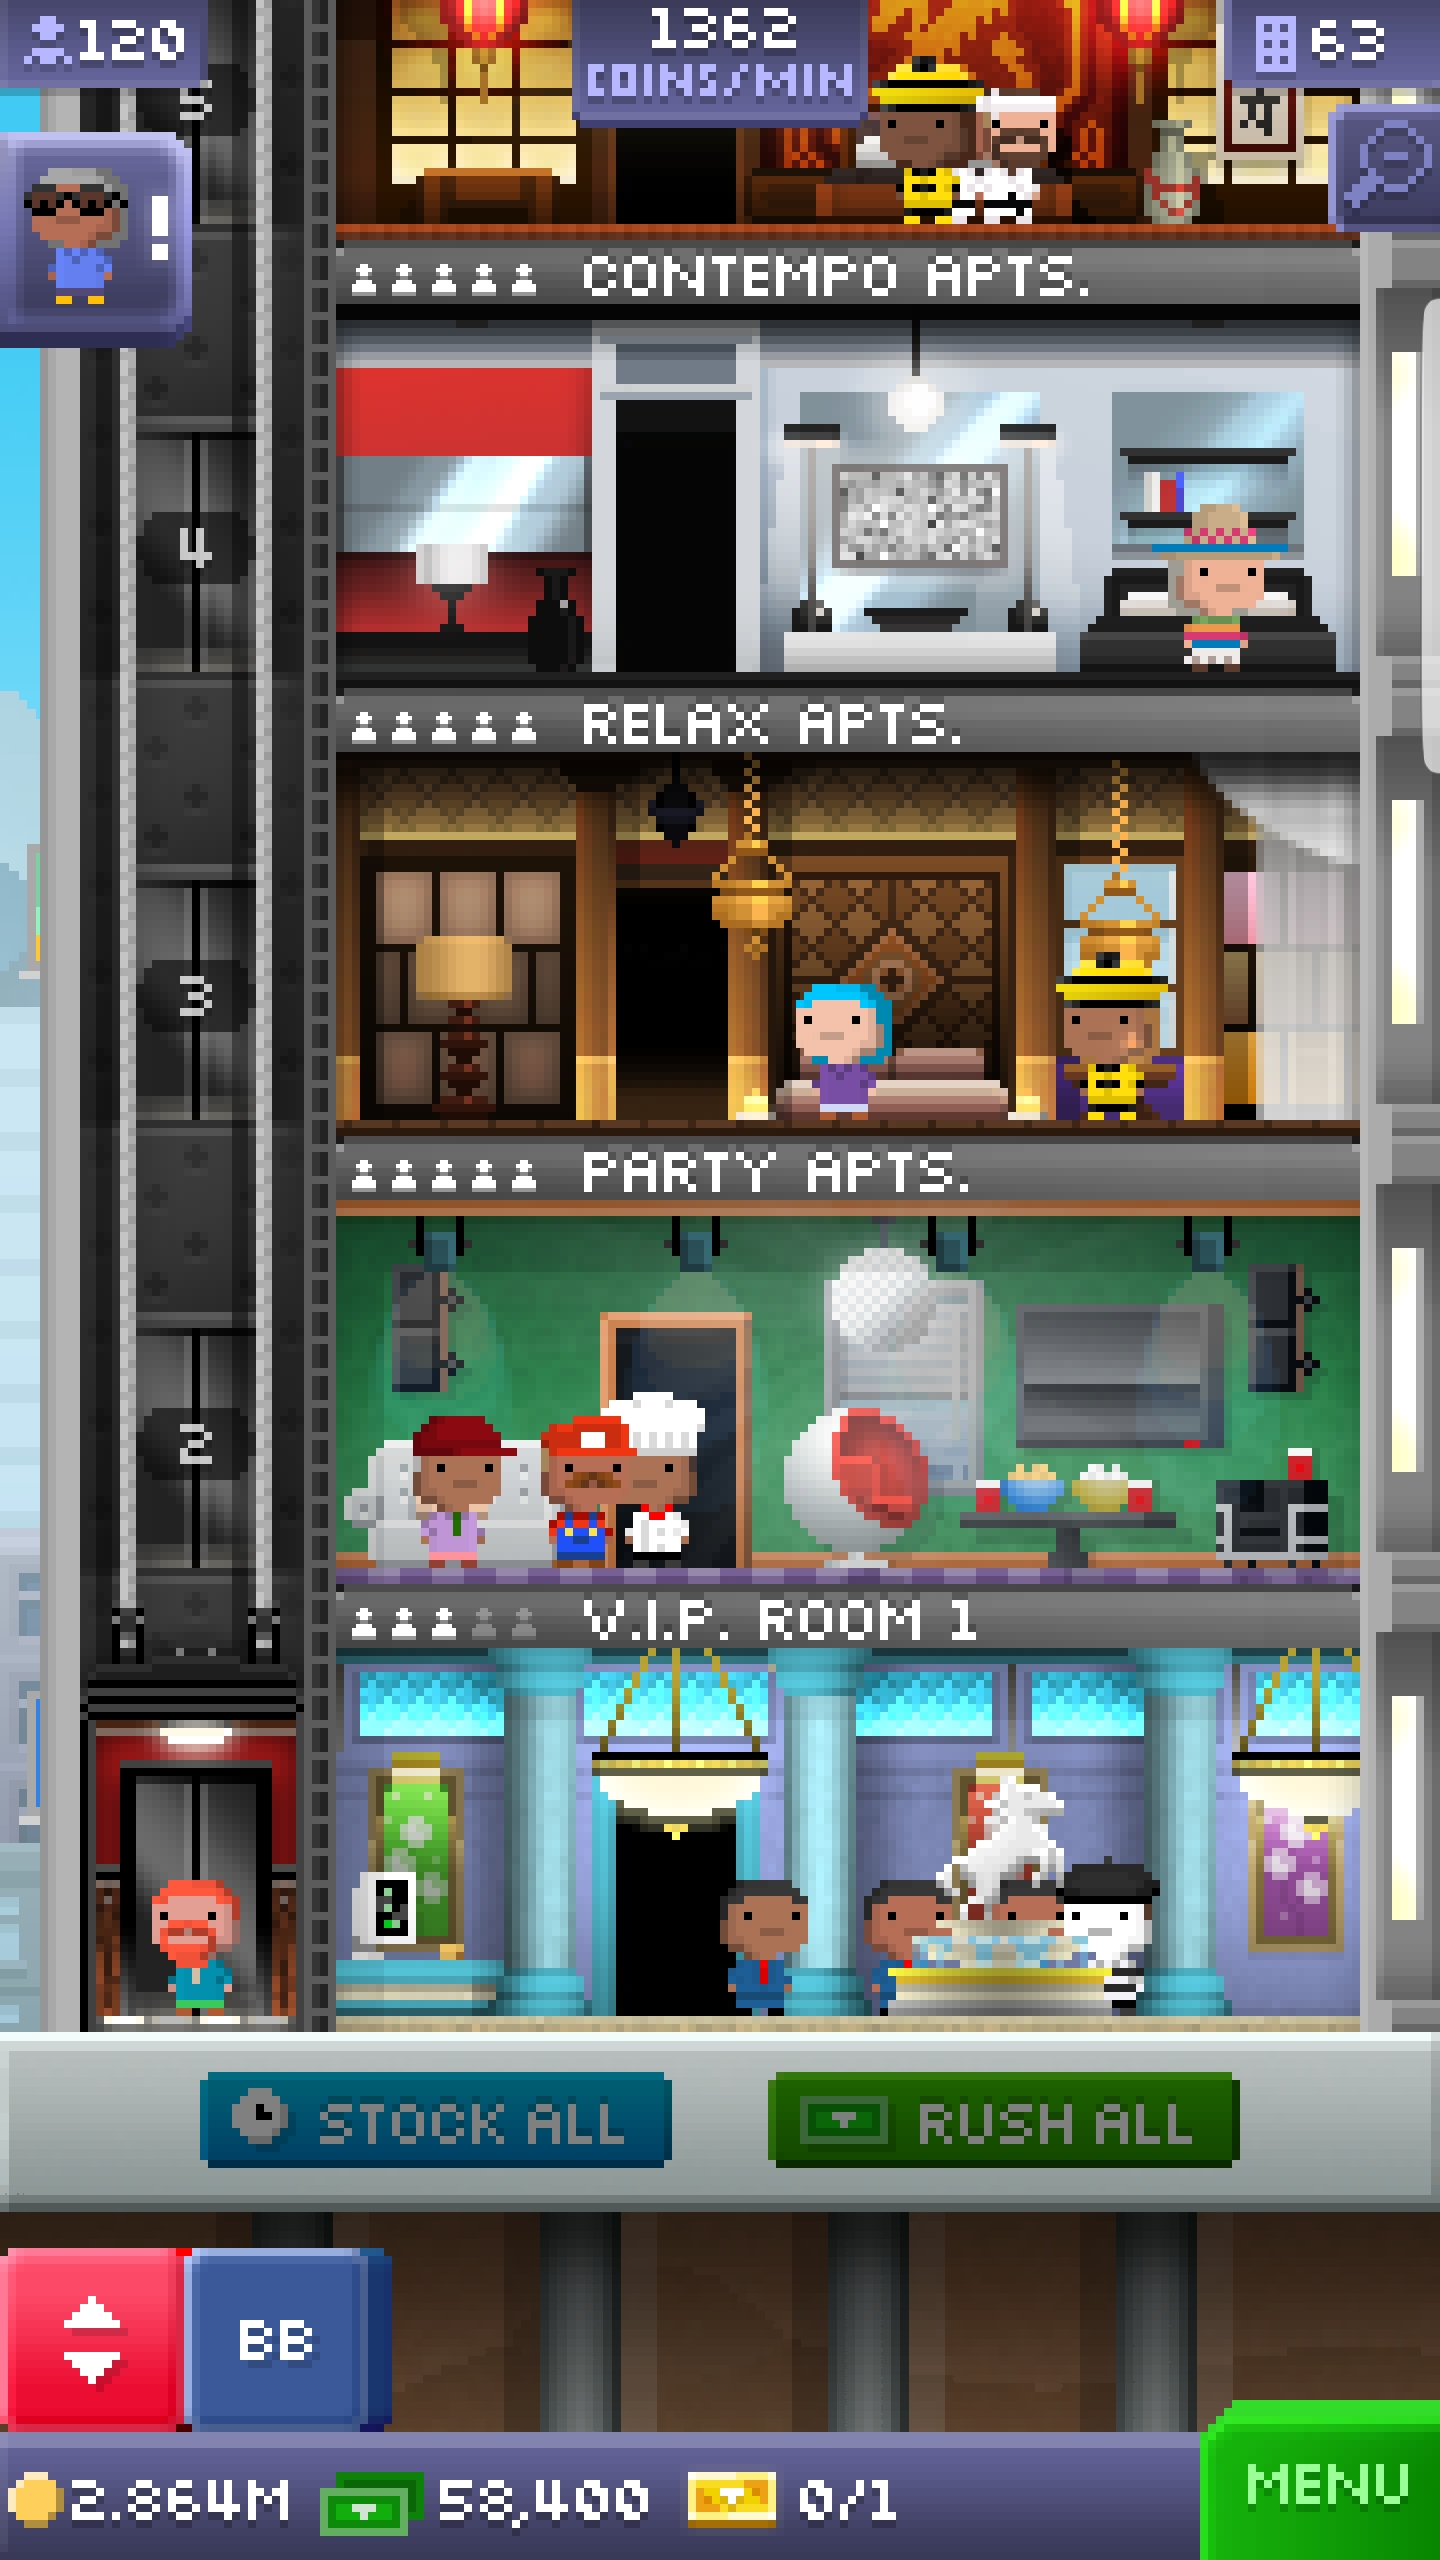 120
1362
COINS/MIN
63
5
!
CONTEMPO APTS.
4
RELAX APTS.
3
PARTY APTS.
2
V.I.P. ROOM 1
STOCK ALL
RUSH ALL
BB
2.864M
58,400
0/1
MENU